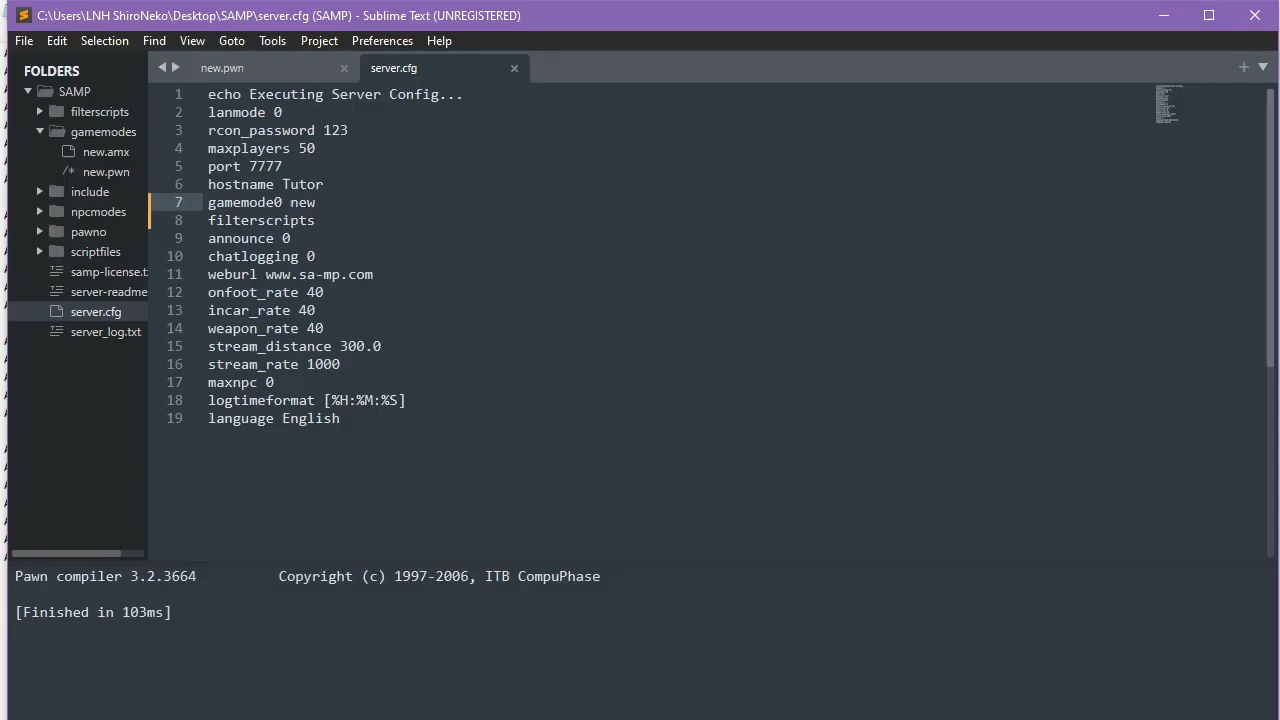 C:\Users\LNH ShiroNeko\Desktop\SAMP\server.cfg (SAMP) - Sublime Text (UNREGISTERED)
File Edit Selection Find View Goto Tools Project Preferences Help
FOLDERS
SAMP
filterscripts
gamemodes
new.amx
/* new.pwn
include
npcmodes
pawno
scriptfiles
samp-license.t
server-readme
server.cfg
server_log.txt
new.pwn server.cfg
1 echo Executing Server Config...
2 lanmode 0
3 rcon_password 123
4 maxplayers 50
5 port 7777
6 hostname Tutor
7 gamemode0 new
8 filterscripts
9 announce 0
10 chatlogging 0
11 weburl www.sa-mp.com
12 onfoot_rate 40
13 incar_rate 40
14 weapon_rate 40
15 stream_distance 300.0
16 stream_rate 1000
17 maxnpc 0
18 logtimeformat [%H:%M:%S]
19 language English
Pawn compiler 3.2.3664 Copyright (c) 1997-2006, ITB CompuPhase
[Finished in 103ms]